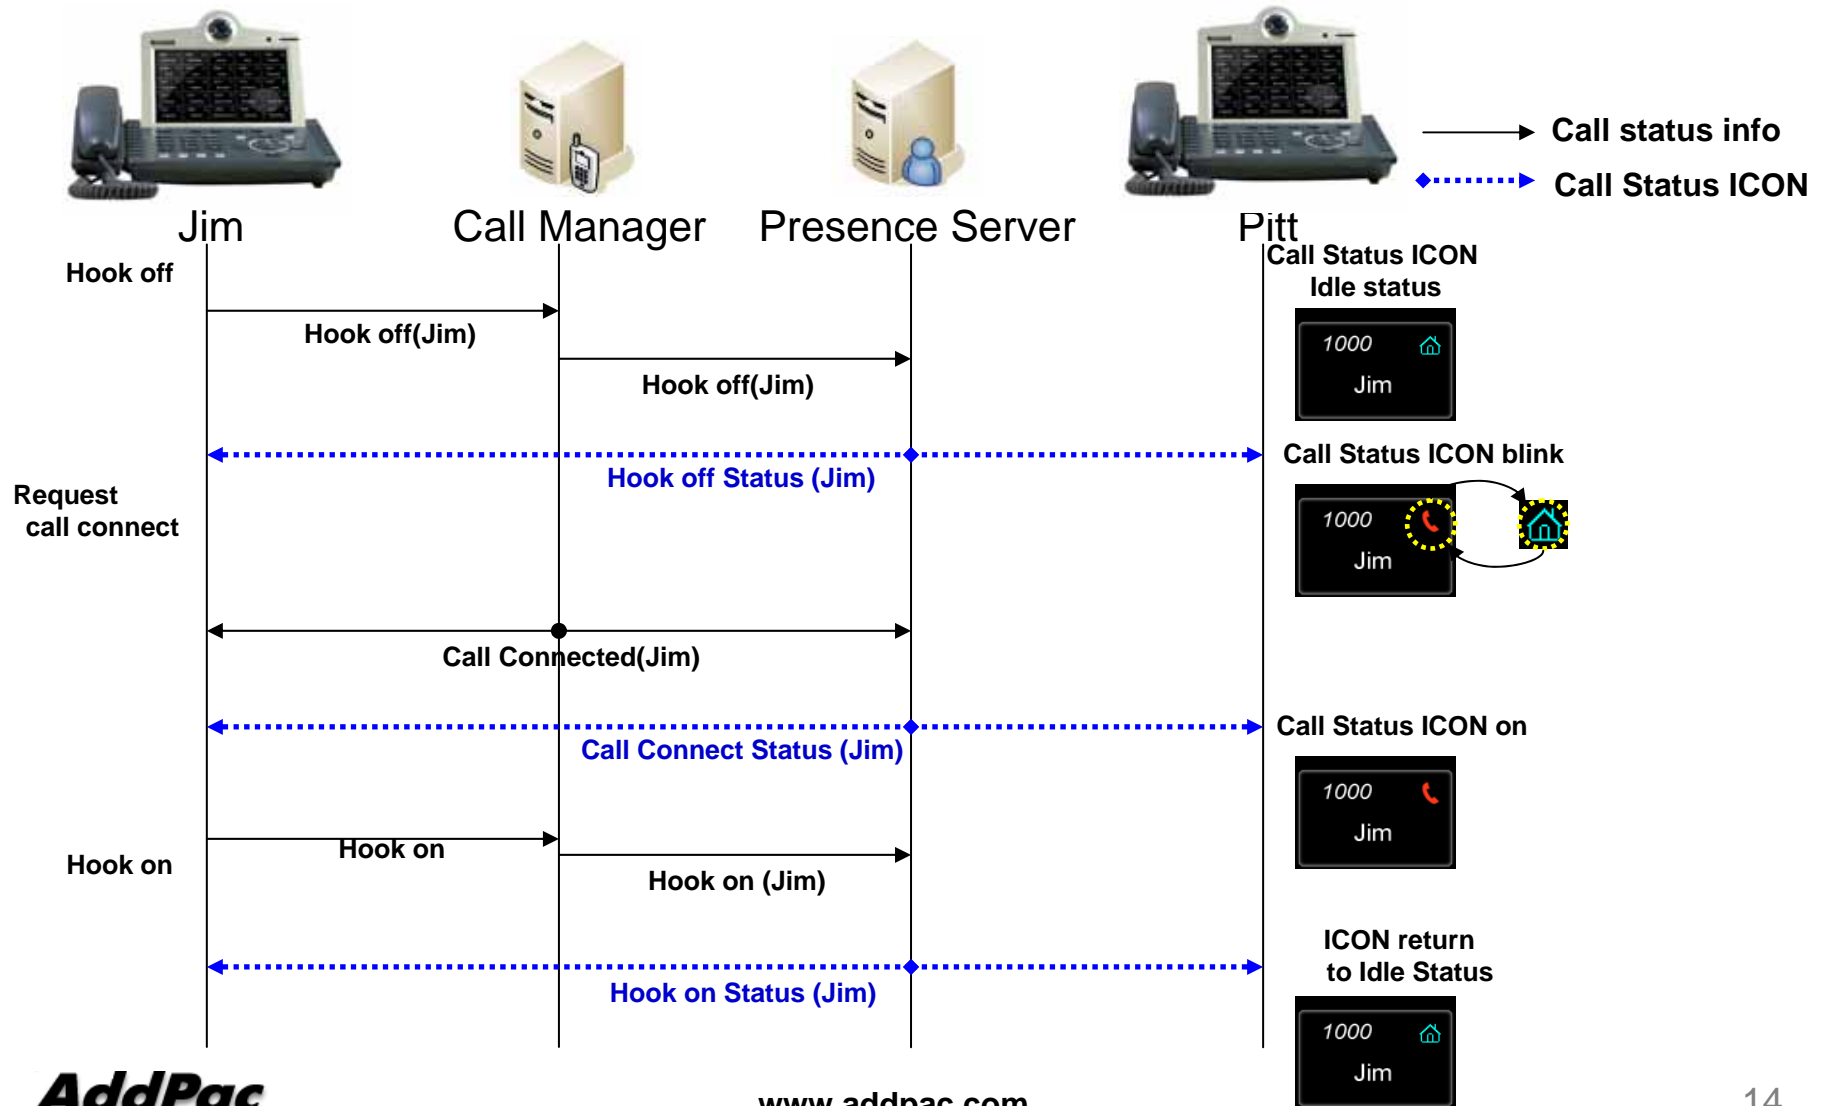 Call status info
Call Status ICON
Jim
Call Manager
Presence Server
Pitt
Hook off
Call Status ICON
Idle status
Hook off(Jim)
1000
Jim
Hook off(Jim)
Hook off Status (Jim)
Call Status ICON blink
Request
call connect
1000
Jim
Call Connected(Jim)
Call Connect Status (Jim)
Call Status ICON on
1000
Jim
Hook on
Hook on
Hook on (Jim)
ICON return
to Idle Status
Hook on Status (Jim)
1000
Jim
AddPac
www.addpac.com
14